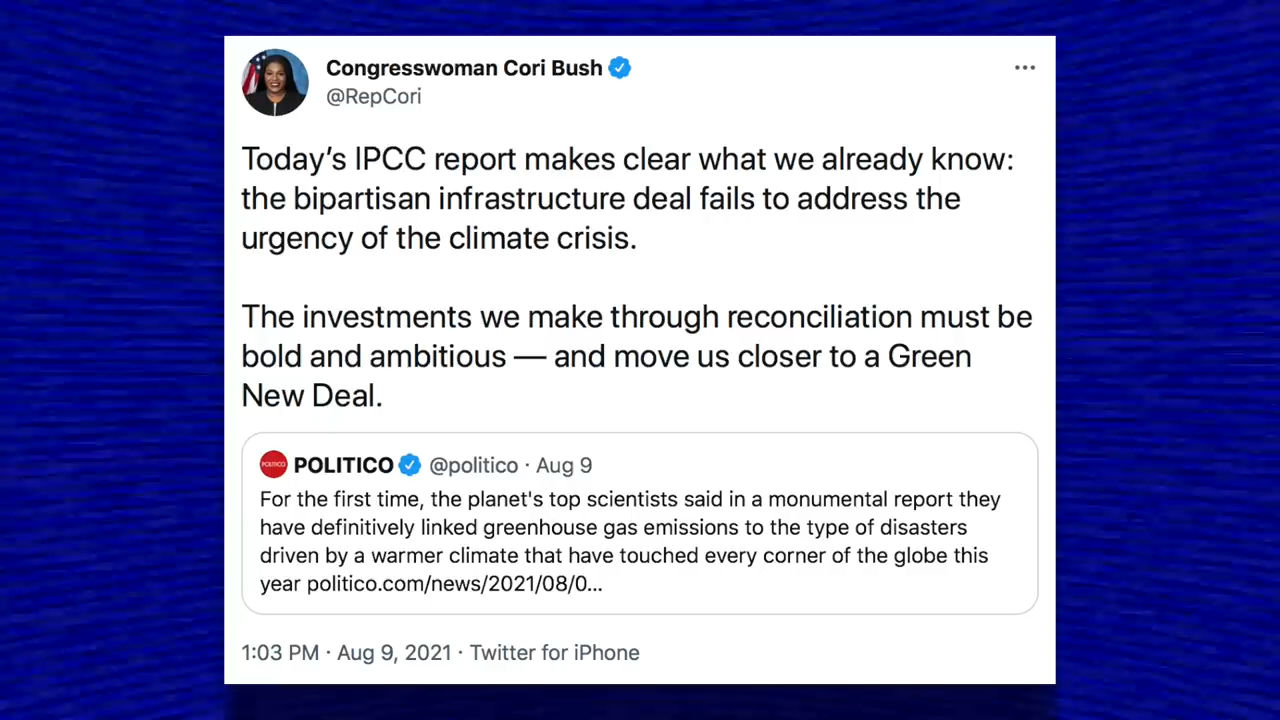 Congresswoman Cori Bush
@RepCori
Today’s IPCC report makes clear what we already know:
the bipartisan infrastructure deal fails to address the
urgency of the climate crisis.
The investments we make through reconciliation must be
bold and ambitious — and move us closer to a Green
New Deal.
POLITICO
POLITICO @politico · Aug 9
For the first time, the planet's top scientists said in a monumental report they
have definitively linked greenhouse gas emissions to the type of disasters
driven by a warmer climate that have touched every corner of the globe this
year politico.com/news/2021/08/0...
1:03 PM · Aug 9, 2021 · Twitter for iPhone